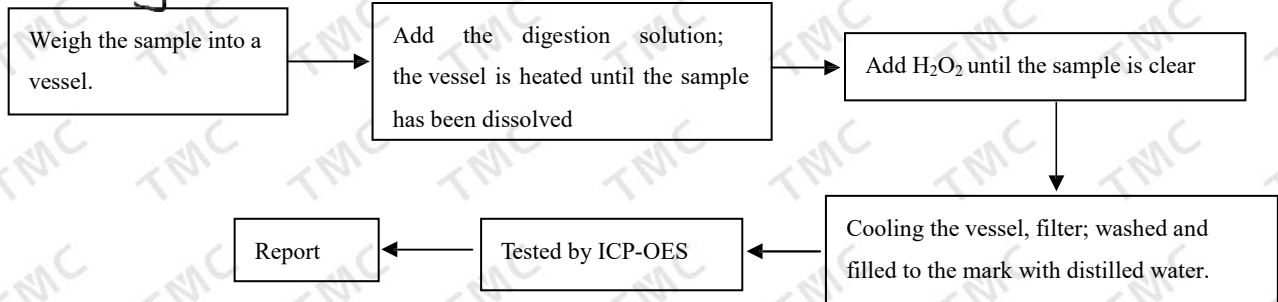 Weigh the sample into a
vessel.
Add the digestion solution;
the vessel is heated until the sample
has been dissolved
Add H₂O₂ until the sample is clear
Cooling the vessel, filter; washed and
filled to the mark with distilled water.
Tested by ICP-OES
Report
TMC